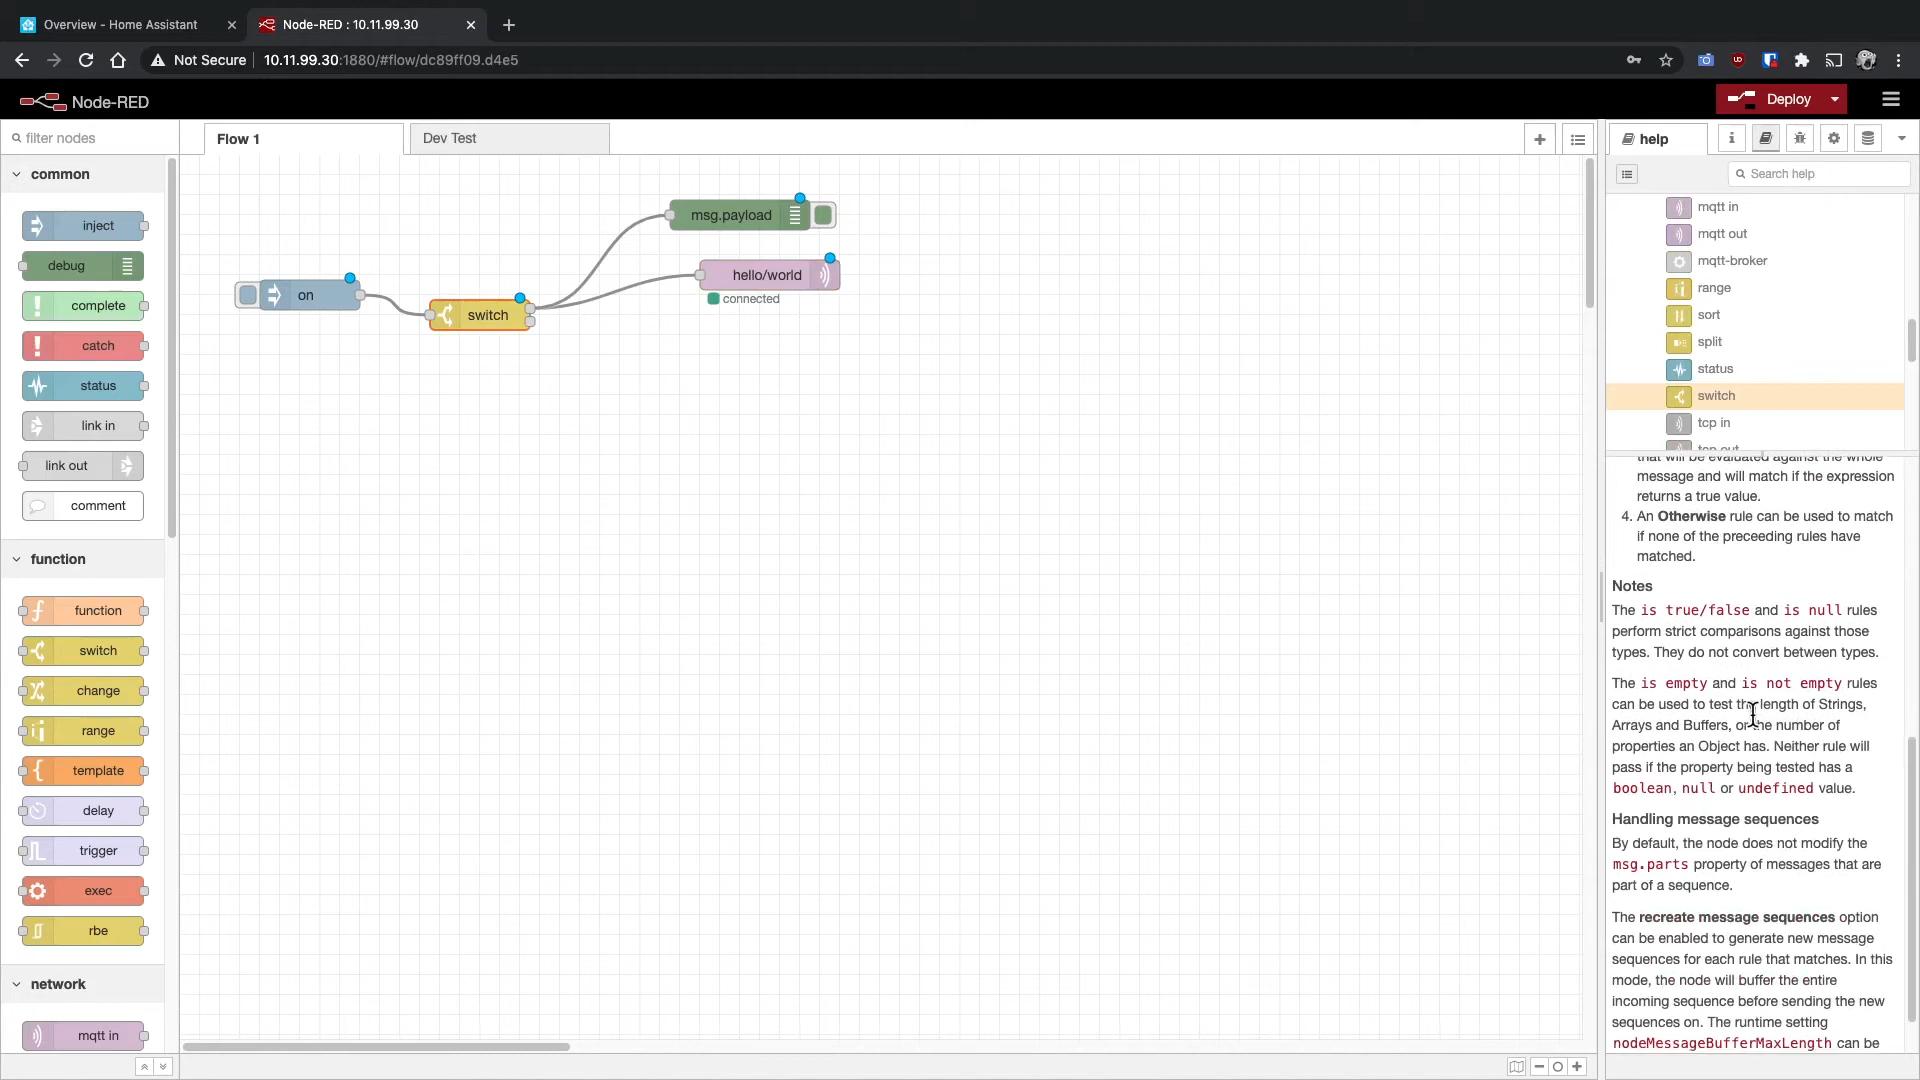 Overview - Home Assistant
Node-RED : 10.11.99.30
Not Secure
10.11.99.30:1880/#flow/dc89ff09.d4e5
Node-RED
Deploy
filter nodes
Flow 1
Dev Test
help
Search help
common
inject
debug
complete
catch
status
link in
link out
comment
function
function
switch
change
range
template
delay
trigger
exec
rbe
network
mqtt in
on
switch
msg.payload
hello/world
connected
mqtt in
mqtt out
mqtt-broker
range
sort
split
status
switch
tcp in
tcp out
that will be evaluated against the whole
message and will match if the expression
returns a true value.
4. An Otherwise rule can be used to match
if none of the preceeding rules have
matched.
Notes
The is true/false and is null rules
perform strict comparisons against those
types. They do not convert between types.
The is empty and is not empty rules
can be used to test the length of Strings,
Arrays and Buffers, or the number of
properties an Object has. Neither rule will
pass if the property being tested has a
boolean, null or undefined value.
Handling message sequences
By default, the node does not modify the
msg.parts property of messages that are
part of a sequence.
The recreate message sequences option
can be enabled to generate new message
sequences for each rule that matches. In this
mode, the node will buffer the entire
incoming sequence before sending the new
sequences on. The runtime setting
nodeMessageBufferMaxLength can be